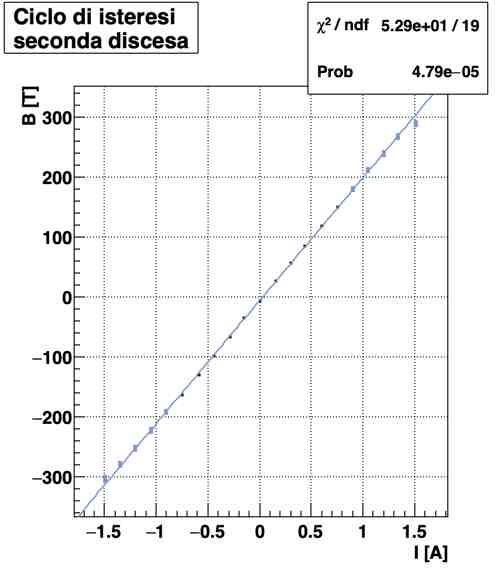 Ciclo di isteresi
seconda discesa
χ² / ndf 5.29e+01 / 19
Prob 4.79e−05
B [T]
300
200
100
0
−100
−200
−300
−1.5 −1 −0.5 0 0.5 1 1.5
I [A]